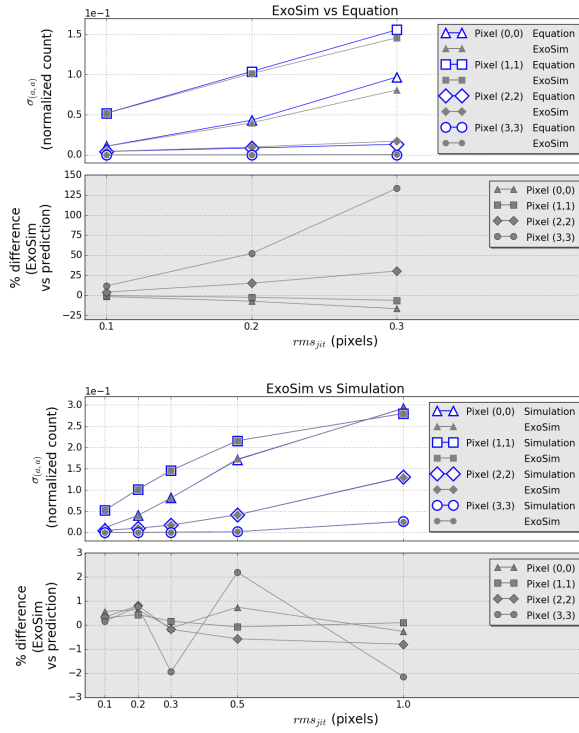 ExoSim vs Equation
1e−1
σ(a, a)
(normalized count)
1.5
1.0
0.5
0.0
Pixel (0,0) Equation
ExoSim
Pixel (1,1) Equation
ExoSim
Pixel (2,2) Equation
ExoSim
Pixel (3,3) Equation
ExoSim
% difference
(ExoSim
vs prediction)
150
125
100
75
50
25
0
−25
Pixel (0,0)
Pixel (1,1)
Pixel (2,2)
Pixel (3,3)
0.1 0.2 0.3
rms_jit (pixels)
ExoSim vs Simulation
1e−1
σ(a, a)
(normalized count)
3.0
2.5
2.0
1.5
1.0
0.5
0.0
Pixel (0,0) Simulation
ExoSim
Pixel (1,1) Simulation
ExoSim
Pixel (2,2) Simulation
ExoSim
Pixel (3,3) Simulation
ExoSim
% difference
(ExoSim
vs prediction)
3
2
1
0
−1
−2
−3
Pixel (0,0)
Pixel (1,1)
Pixel (2,2)
Pixel (3,3)
0.1 0.2 0.3 0.5 1.0
rms_jit (pixels)